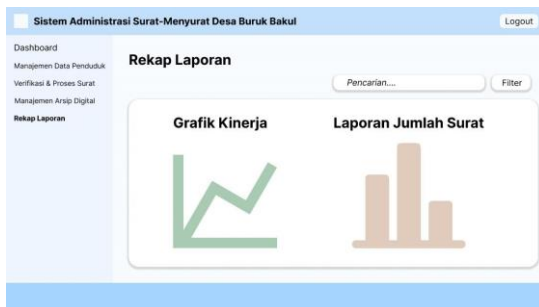 Sistem Administrasi Surat-Menyurat Desa Buruk Bakul
Logout
Dashboard
Manajemen Data Penduduk
Verifikasi & Proses Surat
Manajemen Arsip Digital
Rekap Laporan
Rekap Laporan
Pencarian....
Filter
Grafik Kinerja
Laporan Jumlah Surat